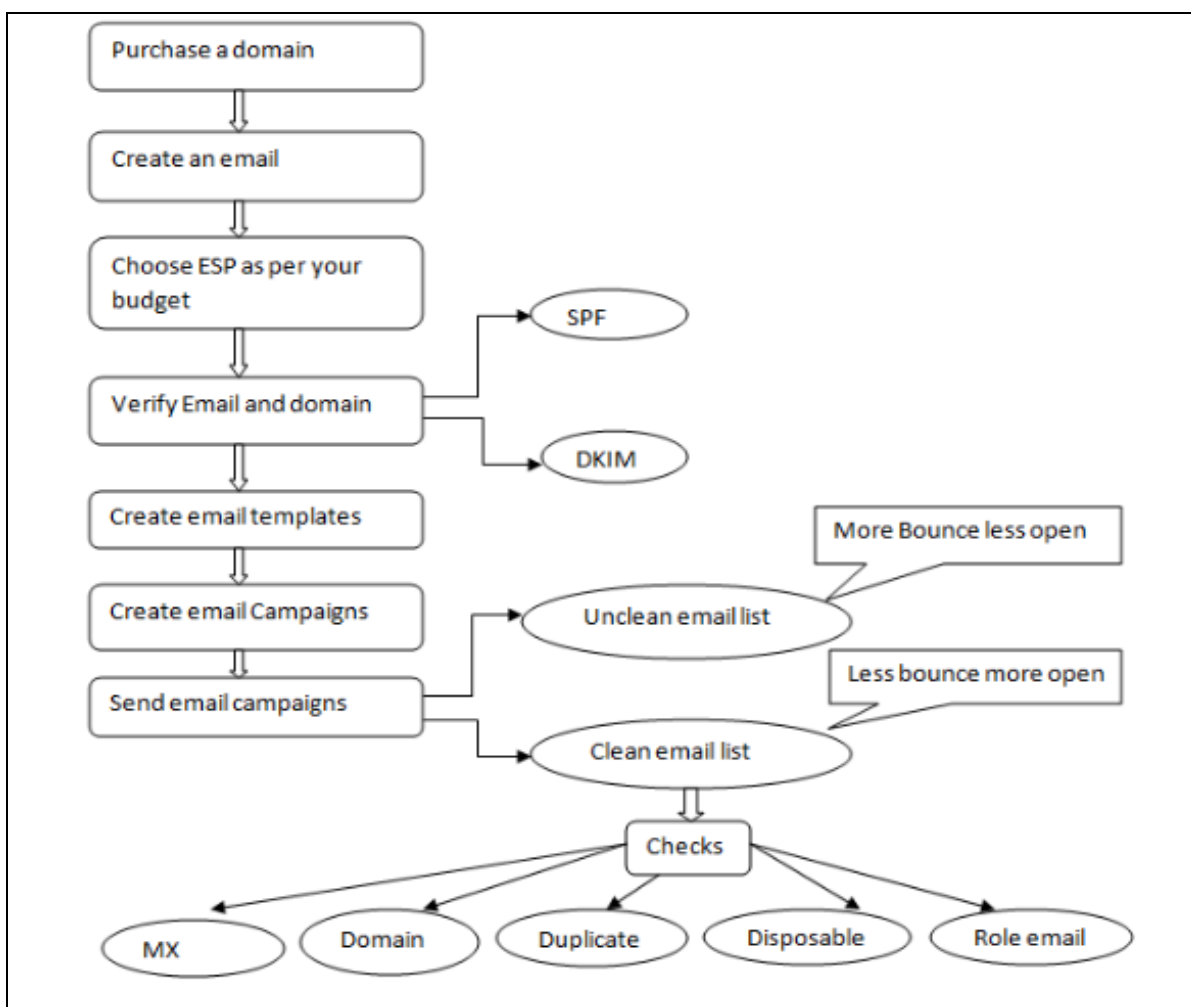 Purchase a domain
Create an email
Choose ESP as per your
budget
SPF
Verify Email and domain
DKIM
Create email templates
More Bounce less open
Create email Campaigns
Unclean email list
Less bounce more open
Send email campaigns
Clean email list
Checks
MX
Domain
Duplicate
Disposable
Role email